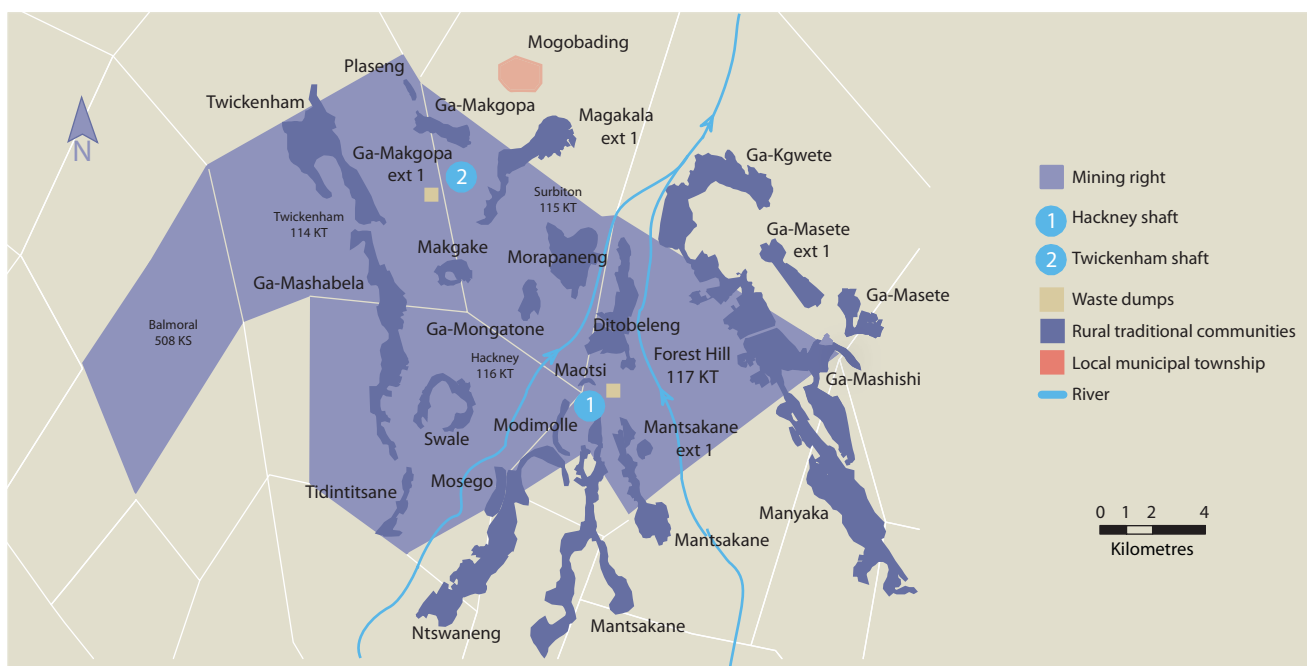 Mogobading
Plaseng
Twickenham
Ga-Makgopa
Magakala
ext 1
N
Ga-Makgopa
ext 1
2
Ga-Kgwete
Surbiton
115 KT
Twickenham
114 KT
Makgake
Morapaneng
Ga-Masete
ext 1
Ga-Mashabela
Ga-Masete
Balmoral
508 KS
Ga-Mongatone
Ditobeleng
Hackney
116 KT
Maotsi
Forest Hill
117 KT
Ga-Mashishi
1
Swale
Modimolle
Mantsakane
ext 1
Tidintitsane
Mosego
Manyaka
Mantsakane
Ntswaneng
Mantsakane
Mining right
1 Hackney shaft
2 Twickenham shaft
Waste dumps
Rural traditional communities
Local municipal township
River
0 1 2 4
Kilometres